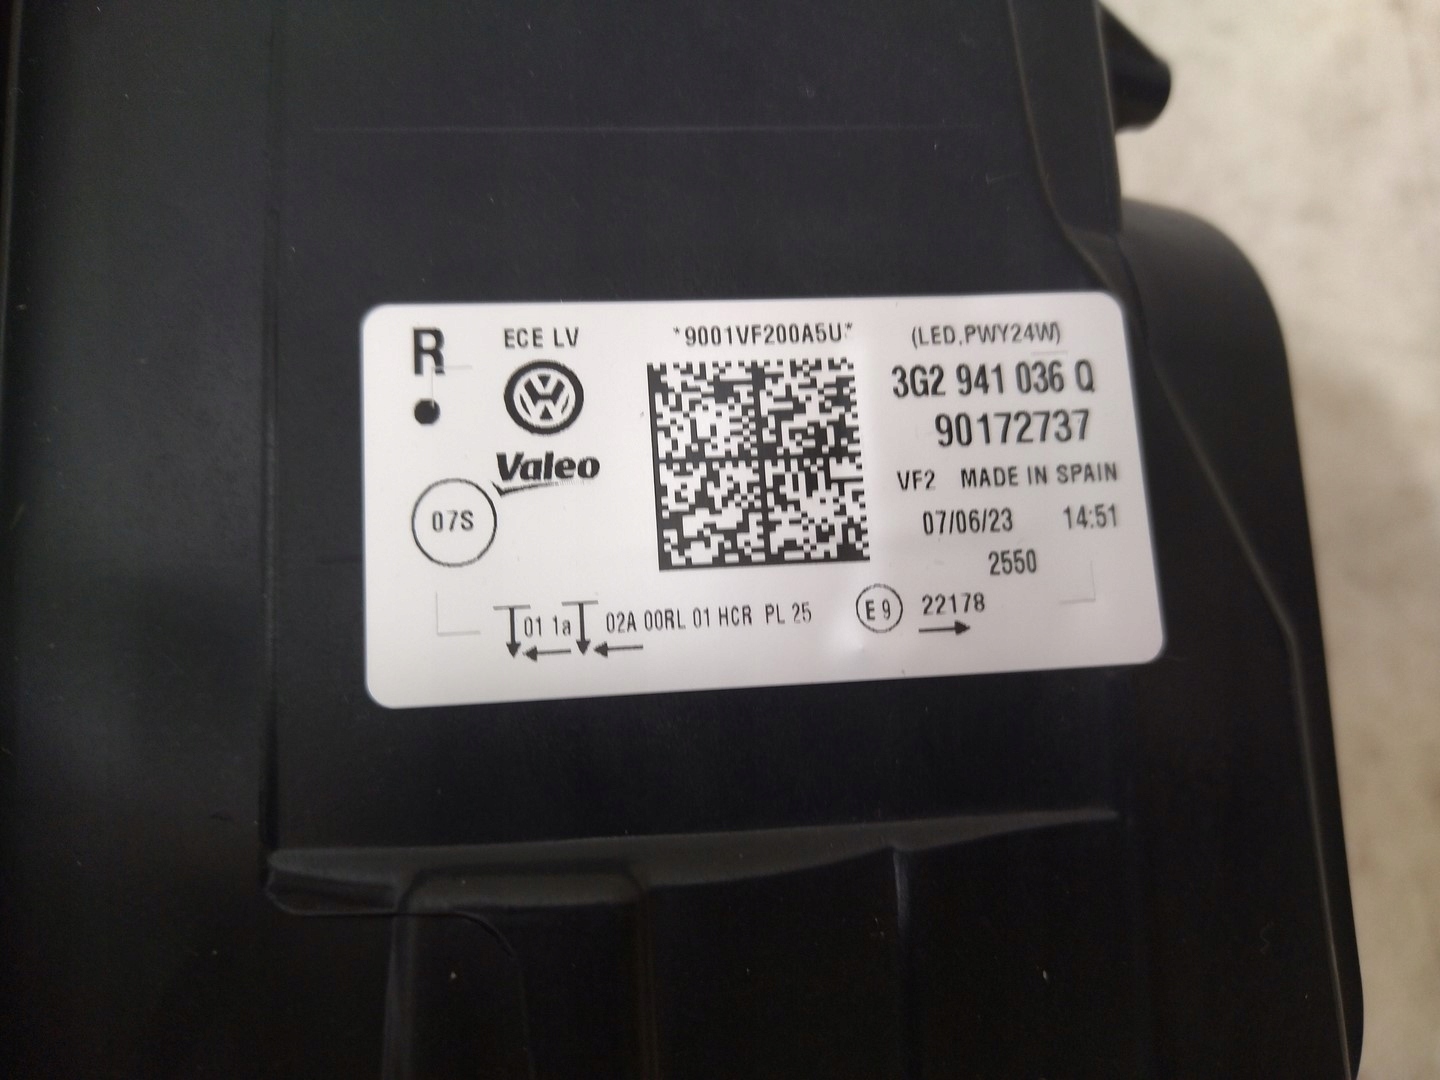 R
ECE LV
*9001VF200A5U*
(LED,PWY24W)
3G2 941 036 Q
90172737
Valeo
VF2 MADE IN SPAIN
07S
07/06/23 14:51
2550
01 1a 02A 00RL 01 HCR PL 25
E9 22178